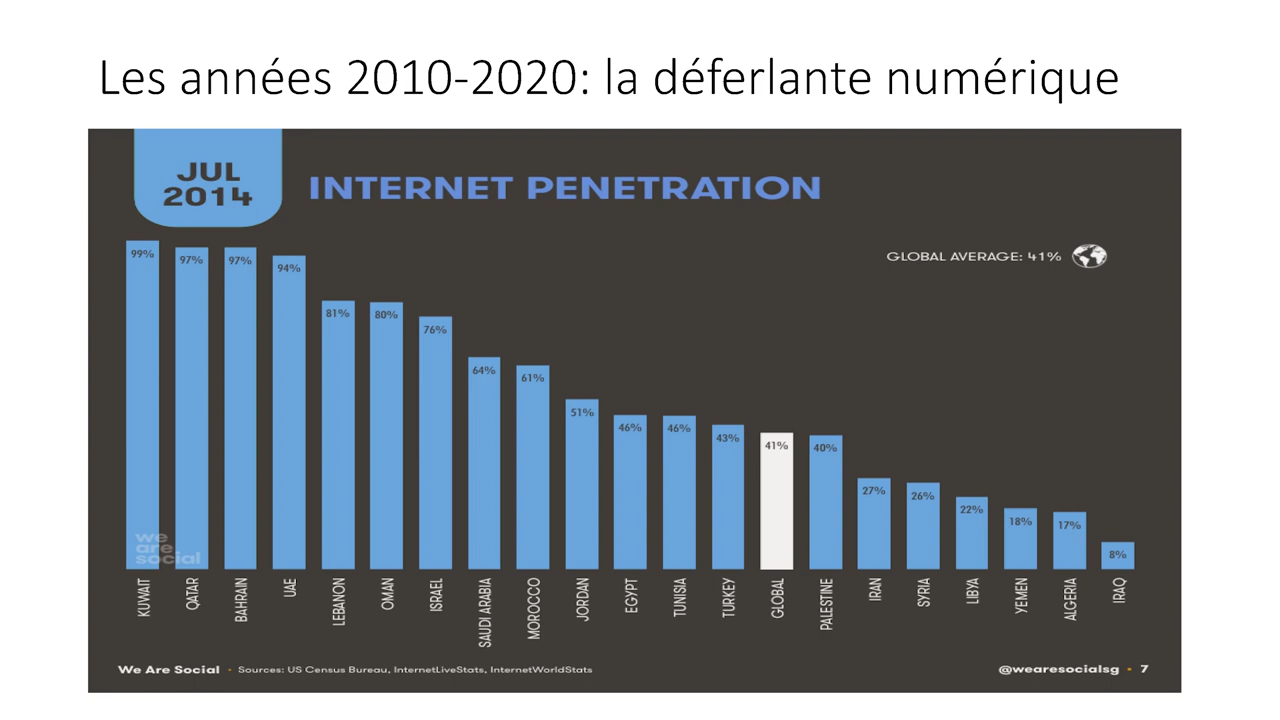 Les années 2010-2020: la déferlante numérique
JUL
2014
INTERNET PENETRATION
GLOBAL AVERAGE: 41%
99%
97%
97%
94%
81%
80%
76%
64%
61%
51%
46%
46%
43%
41%
40%
27%
26%
22%
18%
17%
8%
we
are
social
KUWAIT
QATAR
BAHRAIN
UAE
LEBANON
OMAN
ISRAEL
SAUDI ARABIA
MOROCCO
JORDAN
EGYPT
TUNISIA
TURKEY
GLOBAL
PALESTINE
IRAN
SYRIA
LIBYA
YEMEN
ALGERIA
IRAQ
We Are Social • Sources: US Census Bureau, InternetLiveStats, InternetWorldStats
@wearesocialsg • 7